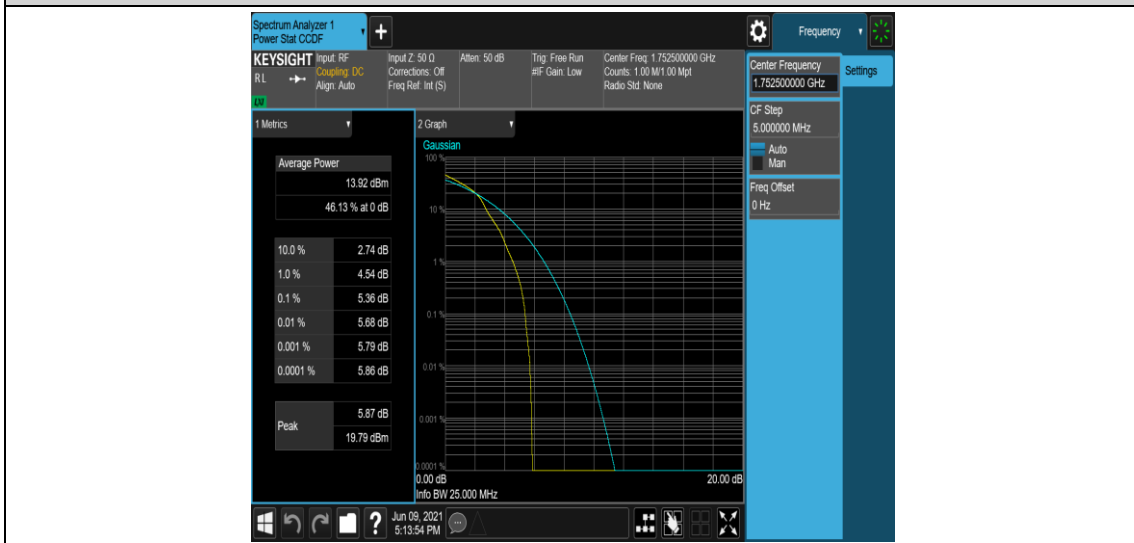 Spectrum Analyzer 1
Power Stat CCDF
+
Frequency
KEYSIGHT
RL
Input: RF
Coupling: DC
Align: Auto
Input Z: 50 Ω
Corrections: Off
Freq Ref: Int (S)
Atten: 50 dB
Trig: Free Run
#IF Gain: Low
Center Freq: 1.752500000 GHz
Counts: 1.00 M/1.00 Mpt
Radio Std: None
Center Frequency
1.752500000 GHz
Settings
CF Step
5.000000 MHz
Auto
Man
Freq Offset
0 Hz
1 Metrics
Average Power
13.92 dBm
46.13 % at 0 dB
10.0 % 2.74 dB
1.0 % 4.54 dB
0.1 % 5.36 dB
0.01 % 5.68 dB
0.001 % 5.79 dB
0.0001 % 5.86 dB
Peak
5.87 dB
19.79 dBm
2 Graph
Gaussian
100 %
10 %
1 %
0.1 %
0.01 %
0.001 %
0.0001 %
0.00 dB
20.00 dB
Info BW 25.000 MHz
?
Jun 09, 2021
5:13:54 PM